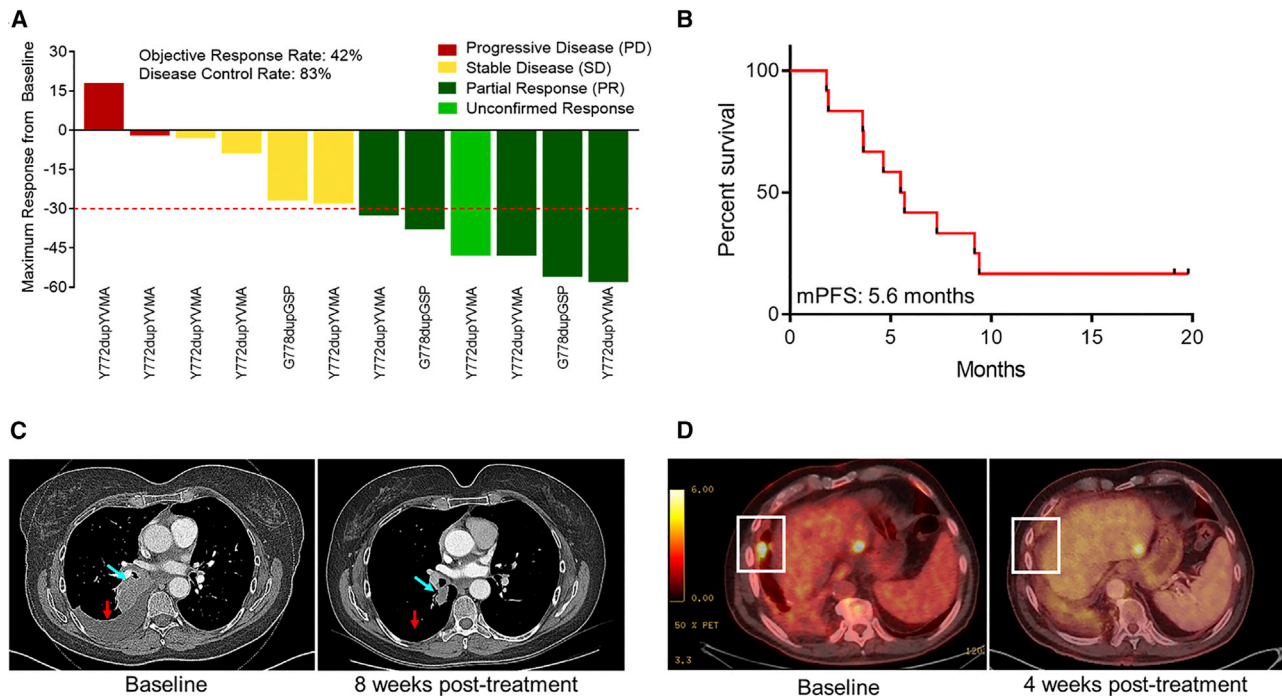 A
Objective Response Rate: 42%
Disease Control Rate: 83%
Progressive Disease (PD)
Stable Disease (SD)
Partial Response (PR)
Unconfirmed Response
Maximum Response from Baseline
30
15
0
-15
-30
-45
-60
Y772dupYVMA
Y772dupYVMA
Y772dupYVMA
Y772dupYVMA
G778dupGSP
Y772dupYVMA
Y772dupYVMA
G778dupGSP
Y772dupYVMA
Y772dupYVMA
G778dupGSP
Y772dupYVMA
B
Percent survival
100
50
0
mPFS: 5.6 months
0 5 10 15 20
Months
C
Baseline
8 weeks post-treatment
D
6.00
0.00
50 % PET
3.3
120
Baseline
4 weeks post-treatment